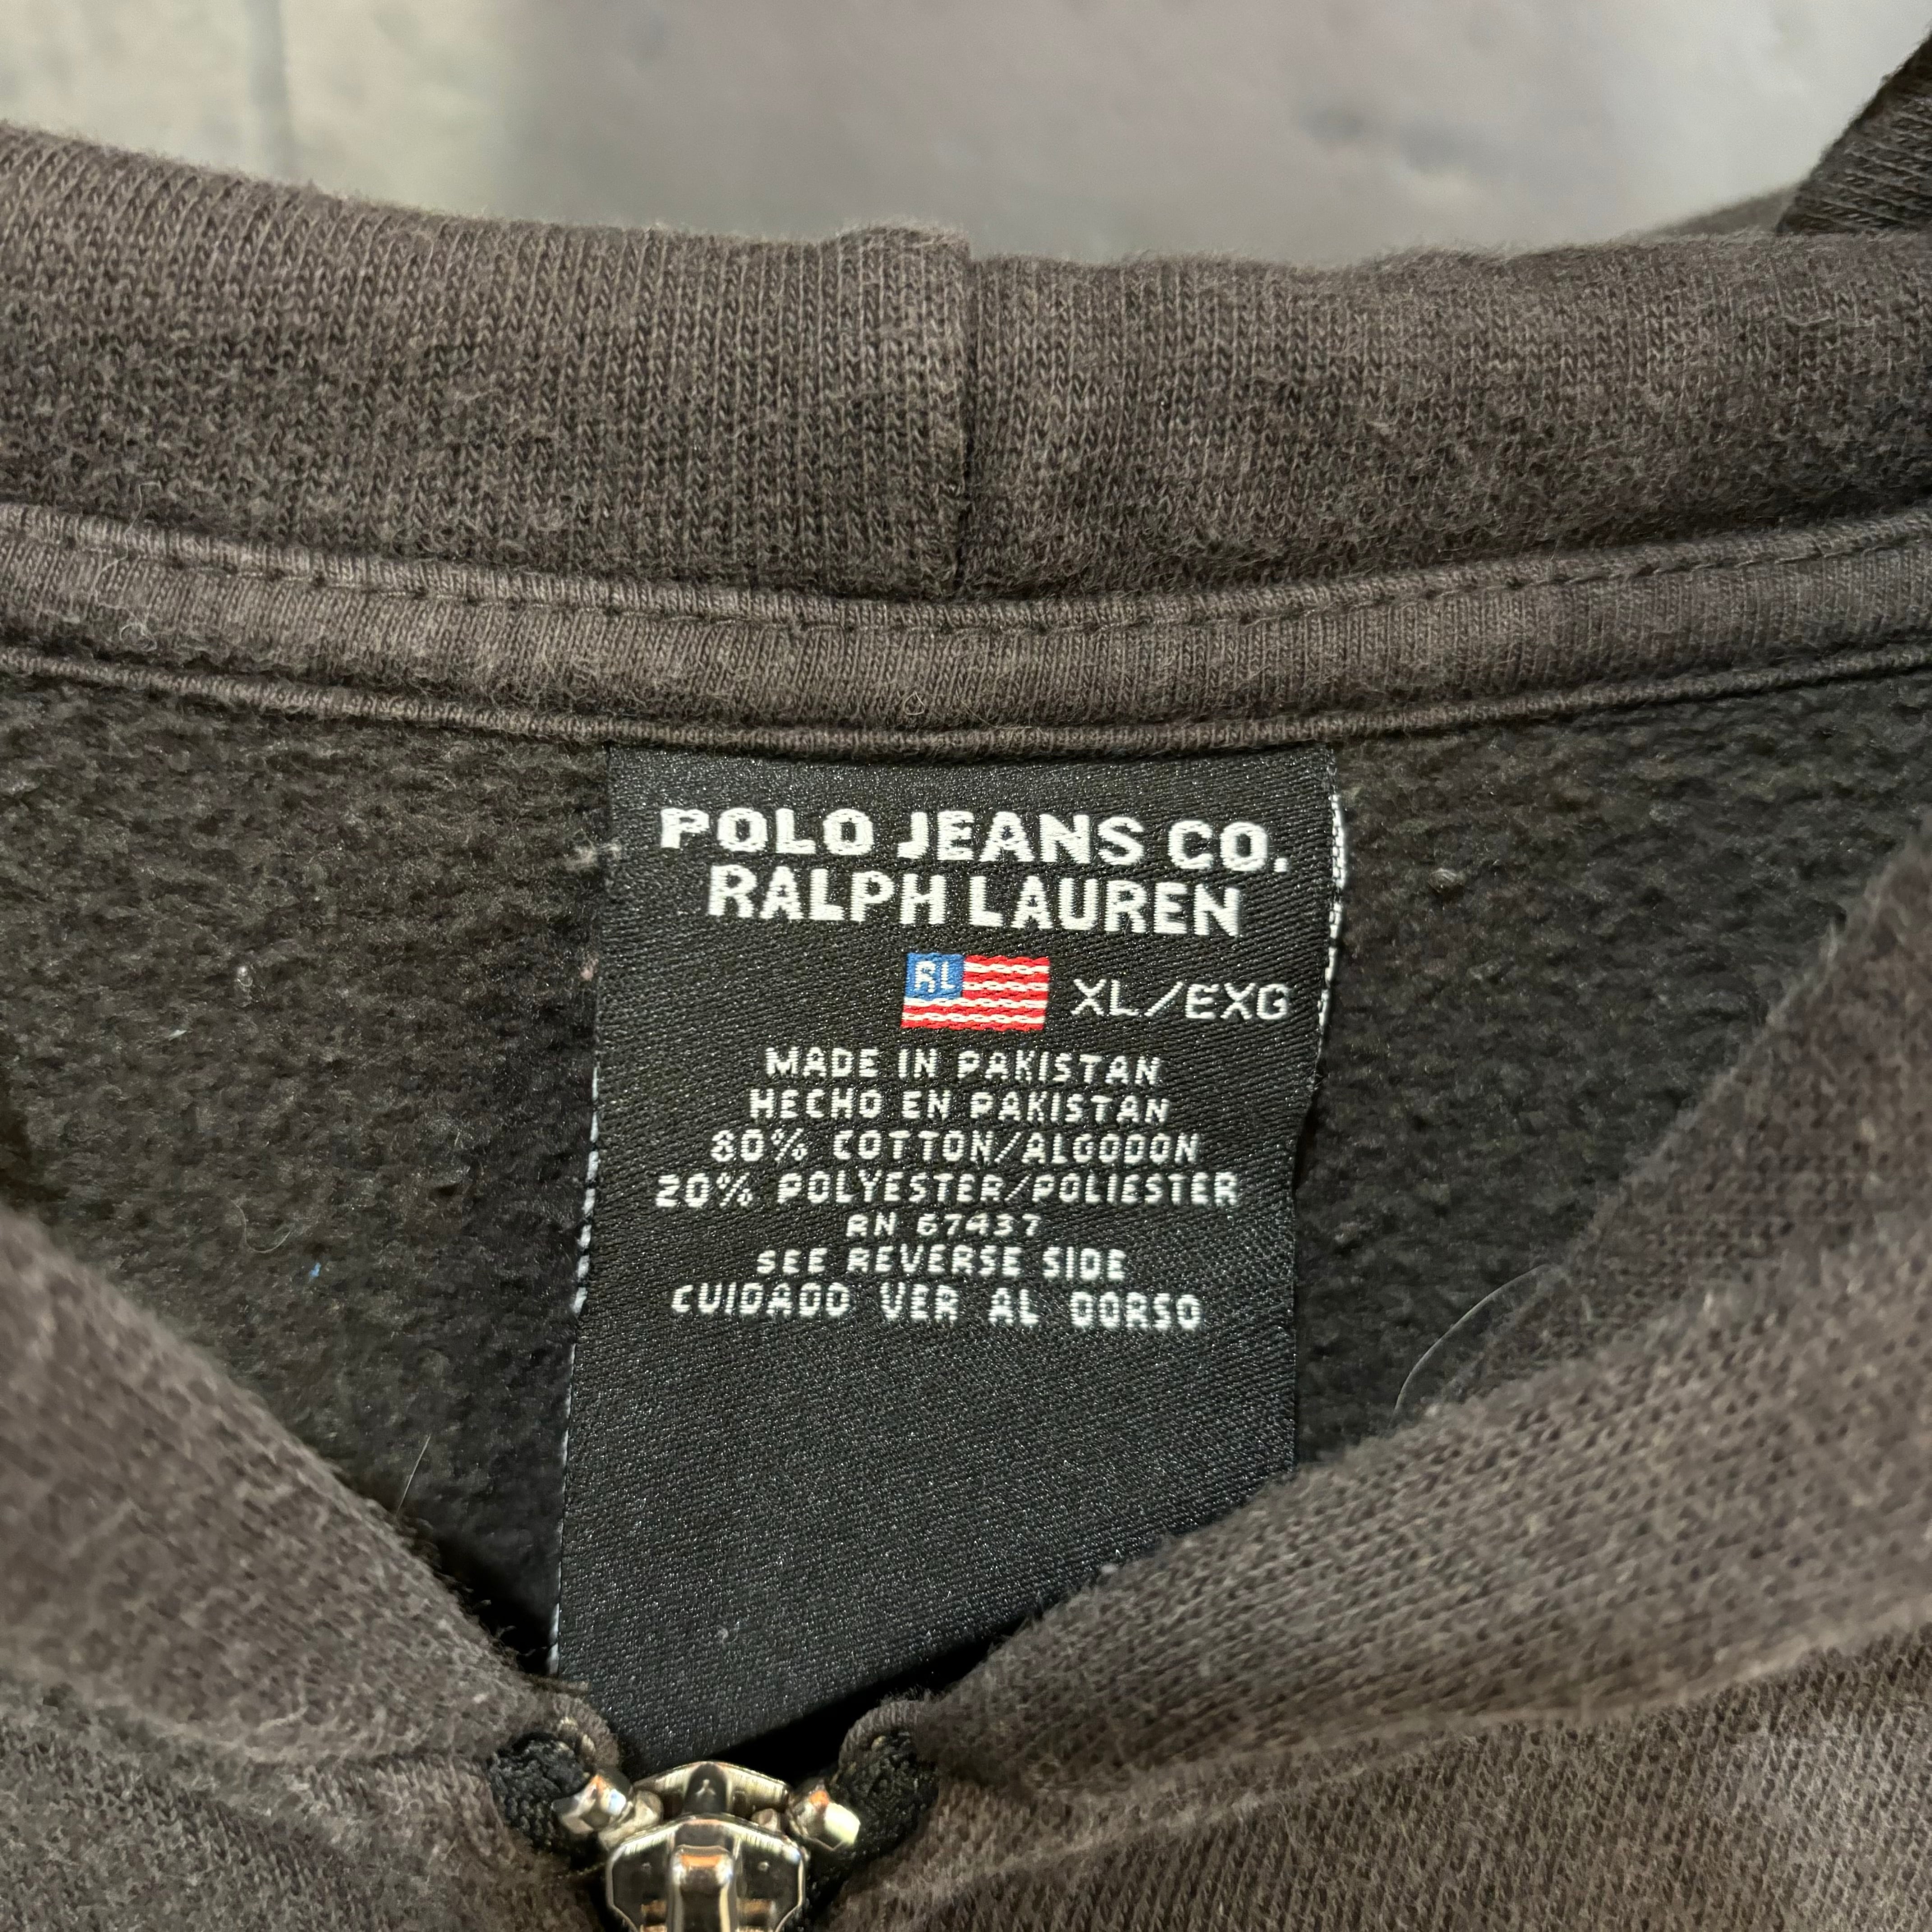 POLO JEANS CO.
RALPH LAUREN
RL XL/EXG
MADE IN PAKISTAN
HECHO EN PAKISTAN
80% COTTON/ALGODON
20% POLYESTER/POLIESTER
RN 67437
SEE REVERSE SIDE
CUIDADO VER AL DORSO